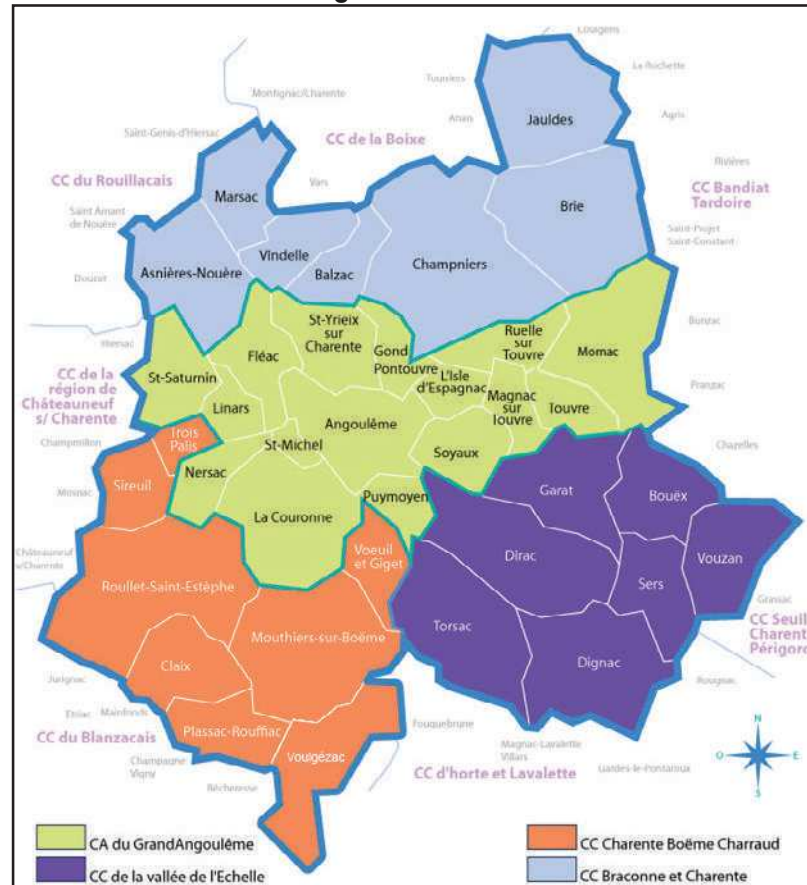 Coulgens
La Rochette
Tourriers
Montignac/Charente
Jauldes
Anais
Agris
Saint-Genis-d'Hiersac
CC de la Boixe
Rivières
CC du Rouillacais
Vars
CC Bandiat
Tardoire
Marsac
Brie
Saint Amant
de Nouère
Saint-Projet
Saint-Constant
Vindelle
Asnières-Nouère
Balzac
Champniers
Douzat
St-Yrieix
sur
Charente
Ruelle
sur
Touvre
Bunzac
Hiersac
Fléac
Gond
Pontouvre
Mornac
CC de la
région de
Châteauneuf
s/ Charente
St-Saturnin
L'Isle
d'Espagnac
Pranzac
Linars
Magnac
sur
Touvre
Touvre
Angoulême
Trois
Palis
St-Michel
Champmillon
Soyaux
Chazelles
Mosnac
Sireuil
Nersac
Puymoyen
Garat
Bouëx
La Couronne
Châteauneuf
s/Charente
Voeuil
et Giget
Dirac
Vouzan
Roullet-Saint-Estèphe
Sers
Grassac
Torsac
CC Seuil
Charent
Périgord
Mouthiers-sur-Boëme
Claix
Dignac
Jurignac
Rougnac
Etriac
Mainfonds
CC du Blanzacais
Plassac-Rouffiac
Voulgézac
Fouquebrune
N
Champagne
Vigny
Magnac-Lavalette
Villars
O
E
CC d'horte et Lavalette
Gardes-le-Pontaroux
Bécheresse
S
CA du GrandAngoulême
CC Charente Boëme Charraud
CC de la vallée de l'Echelle
CC Braconne et Charente